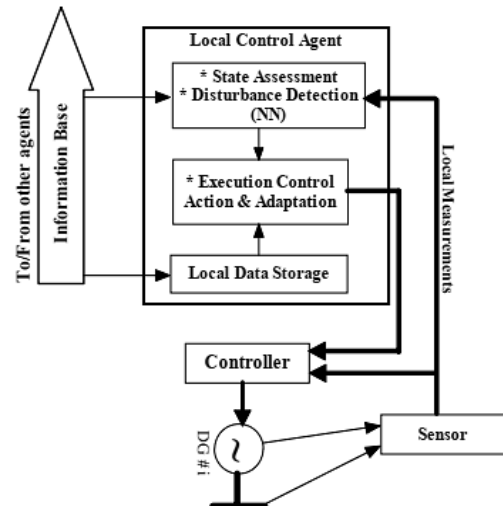 Local Control Agent
* State Assessment
* Disturbance Detection
(NN)
* Execution Control
Action & Adaptation
Local Data Storage
To/From other agents
Information Base
Local Measurements
Controller
DG # i
~
Sensor